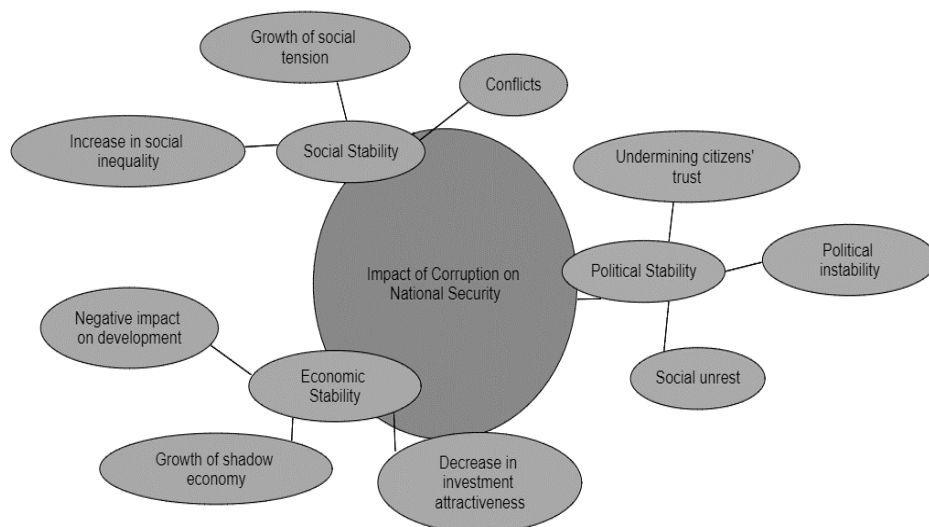 Growth of social
tension
Conflicts
Increase in social
inequality
Social Stability
Undermining citizens'
trust
Impact of Corruption on
National Security
Political Stability
Political
instability
Negative impact
on development
Economic
Stability
Social unrest
Growth of shadow
economy
Decrease in
investment
attractiveness